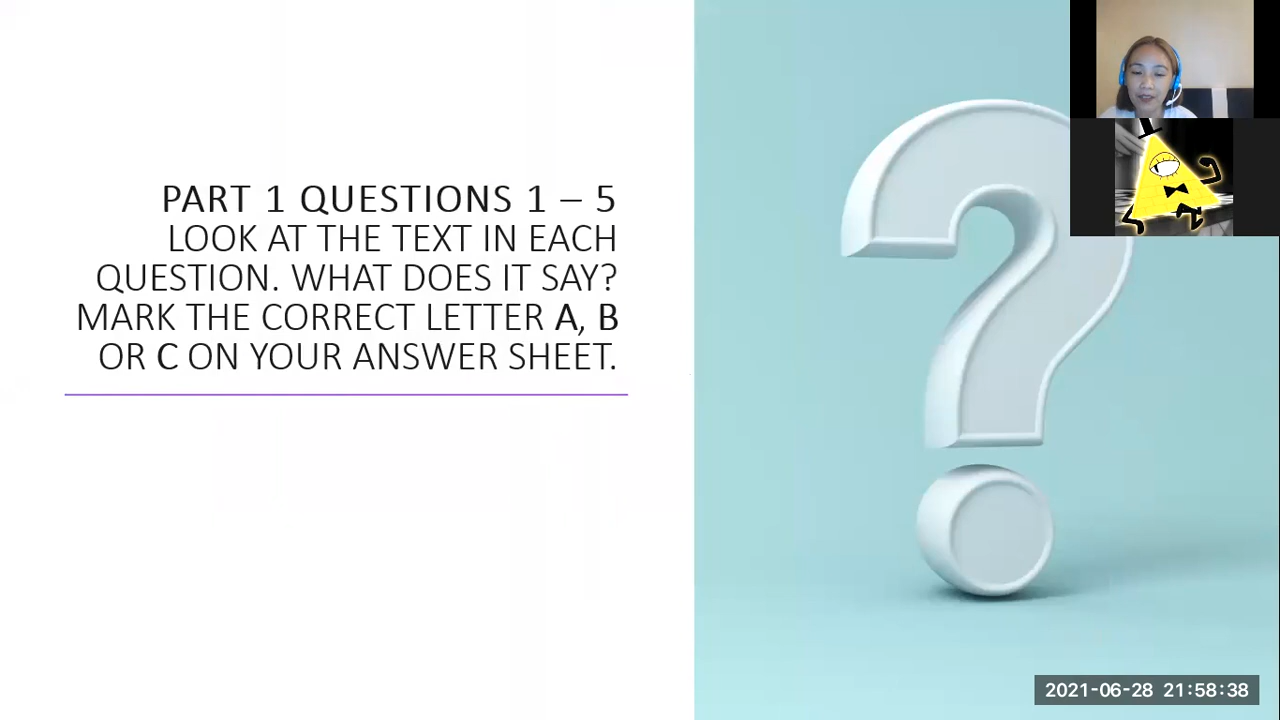 PART 1 QUESTIONS 1 – 5
LOOK AT THE TEXT IN EACH
QUESTION. WHAT DOES IT SAY?
MARK THE CORRECT LETTER A, B
OR C ON YOUR ANSWER SHEET.
2021-06-28 21:58:38